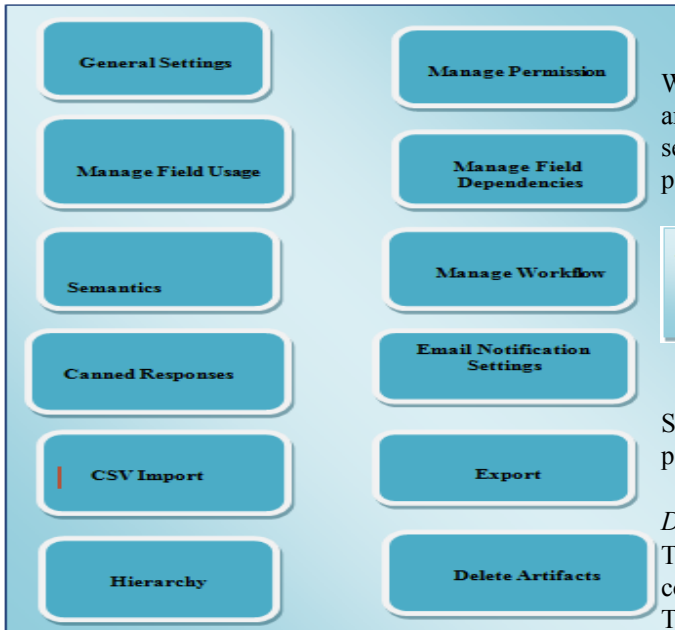 General Settings
Manage Permission
Manage Field Usage
Manage Field
Dependencies
Semantics
Manage Workflow
Canned Responses
Email Notification
Settings
CSV Import
Export
Hierarchy
Delete Artifacts